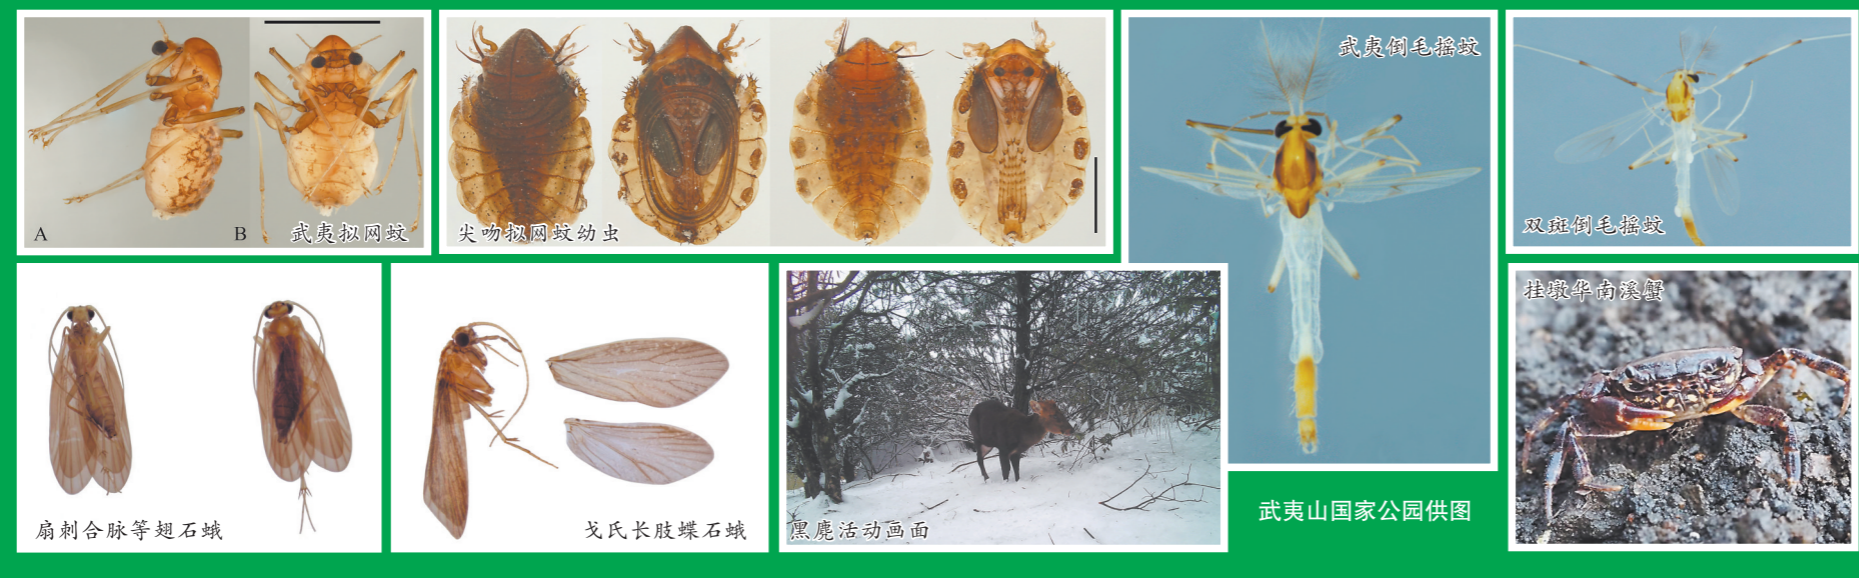 A
B
武夷拟网蚊
尖吻拟网蚊幼虫
武夷倒毛摇蚊
双斑倒毛摇蚊
扇刺合脉等翅石蛾
戈氏长肢蝶石蛾
黑麂活动画面
武夷山国家公园供图
挂墩华南溪蟹